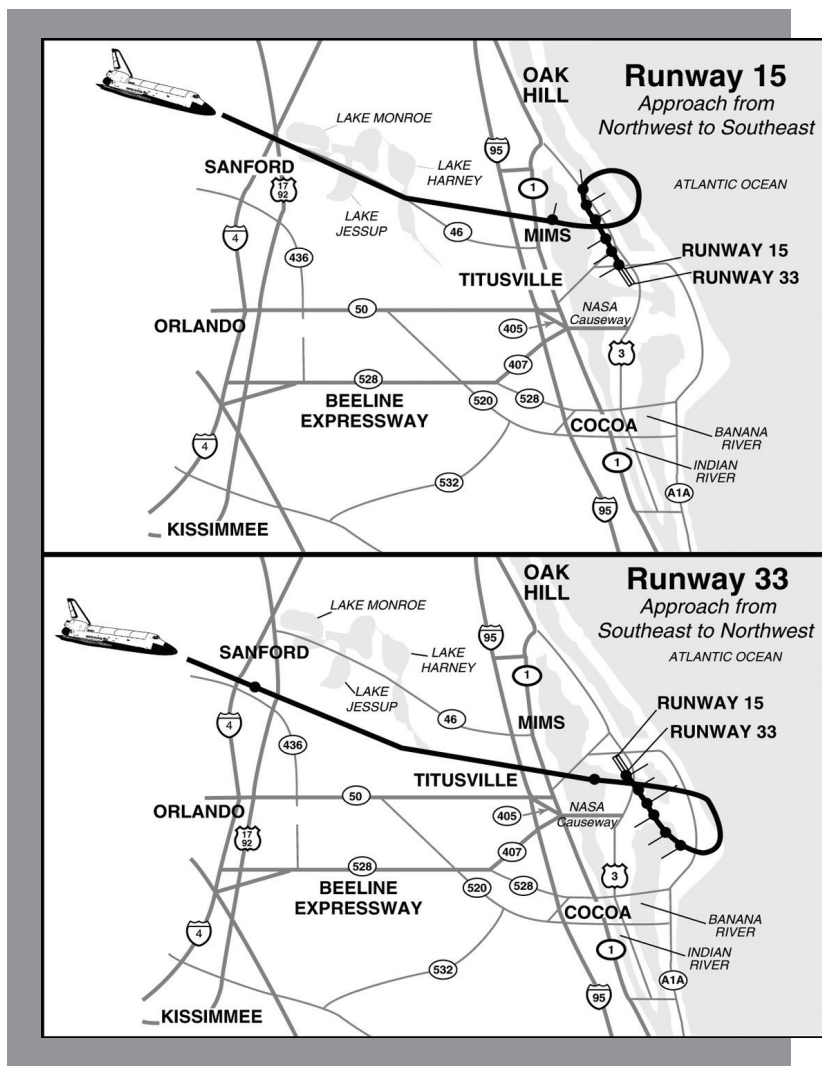 Runway 15
Approach from
Northwest to Southeast
OAK
HILL
LAKE MONROE
95
SANFORD
LAKE
HARNEY
17
92
1
ATLANTIC OCEAN
LAKE
JESSUP
46
MIMS
4
436
RUNWAY 15
TITUSVILLE
RUNWAY 33
50
NASA
Causeway
ORLANDO
405
3
407
528
BEELINE
EXPRESSWAY
520
528
COCOA
BANANA
RIVER
4
1
INDIAN
RIVER
532
A1A
95
KISSIMMEE
Runway 33
Approach from
Southeast to Northwest
OAK
HILL
LAKE MONROE
95
SANFORD
LAKE
HARNEY
ATLANTIC OCEAN
1
LAKE
JESSUP
46
MIMS
4
436
RUNWAY 15
RUNWAY 33
TITUSVILLE
50
NASA
Causeway
ORLANDO
405
17
92
407
528
3
BEELINE
EXPRESSWAY
520
528
COCOA
BANANA
RIVER
4
1
INDIAN
RIVER
532
A1A
95
KISSIMMEE